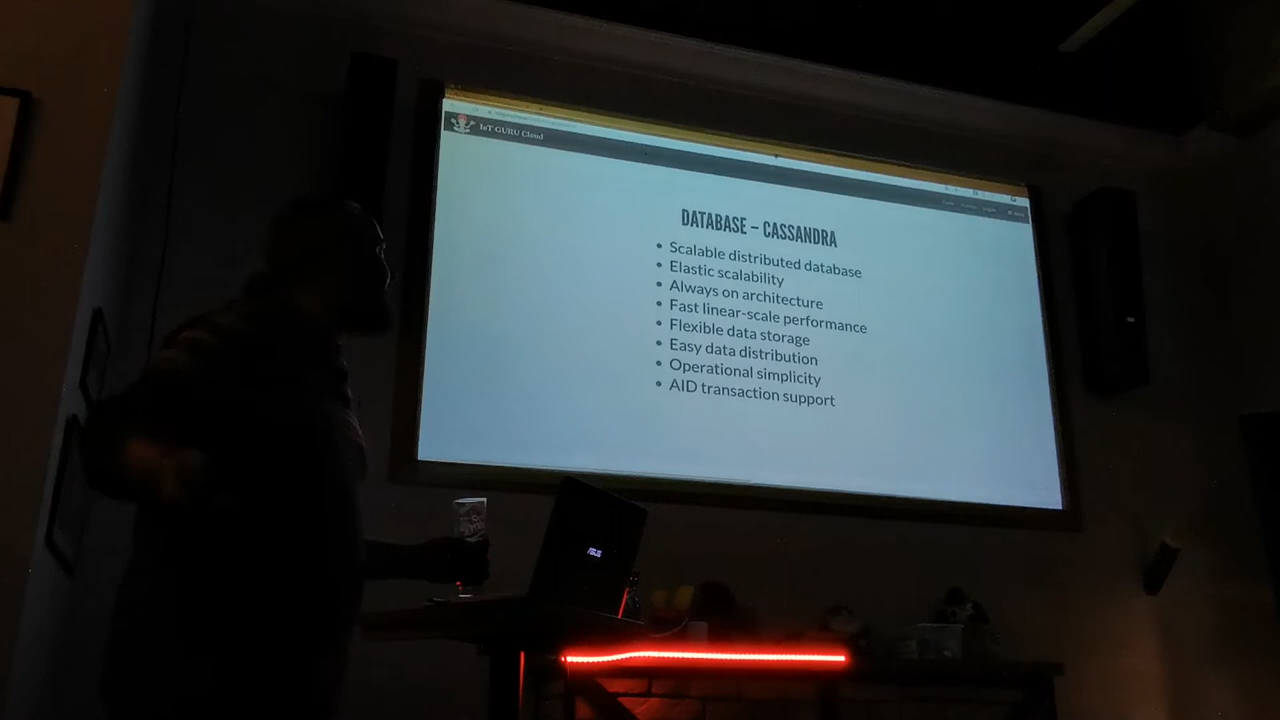 IoT GURU Cloud
DATABASE – CASSANDRA
• Scalable distributed database
• Elastic scalability
• Always on architecture
• Fast linear-scale performance
• Flexible data storage
• Easy data distribution
• Operational simplicity
• AID transaction support
ASUS